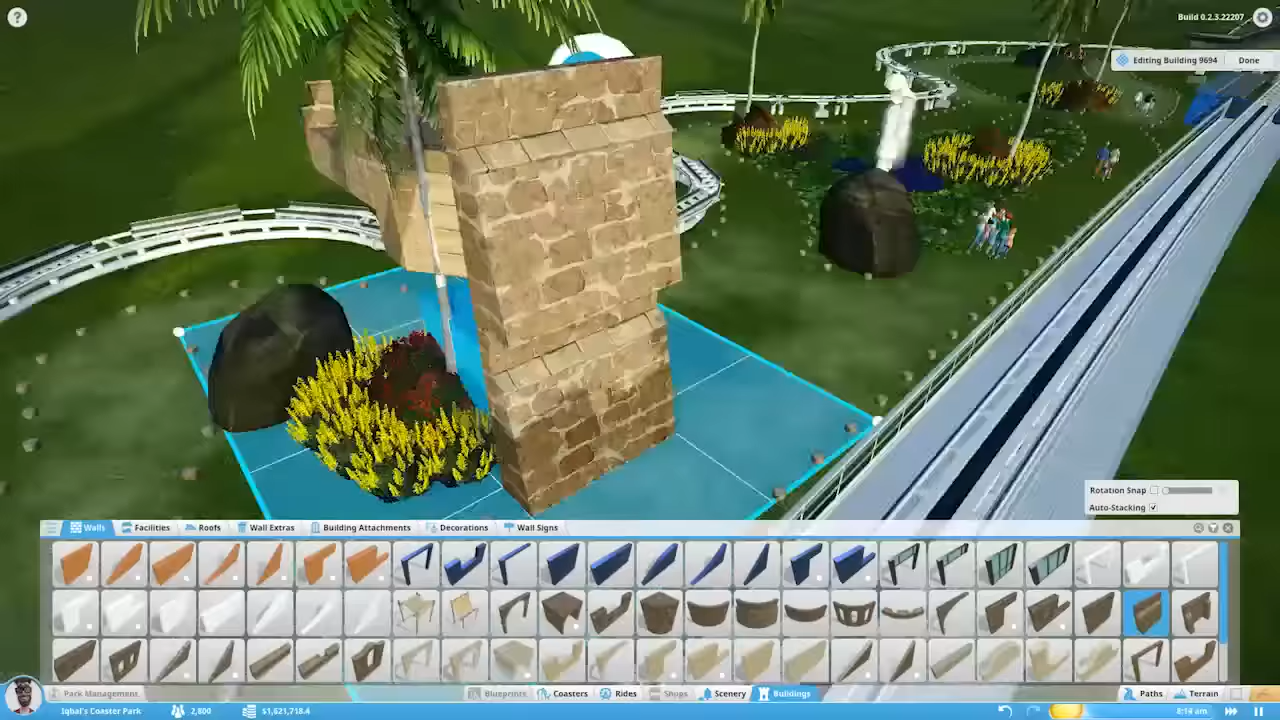 ?
Build 0.2.3.22207
Editing Building 9694 Done
Rotation Snap
Auto-Stacking
Walls Facilities Roofs Wall Extras Building Attachments Decorations Wall Signs
Park Management Blueprints Coasters Rides Shops Scenery Buildings Paths Terrain
Iqbal's Coaster Park 2,800 $1,621,718.4 8:19 am